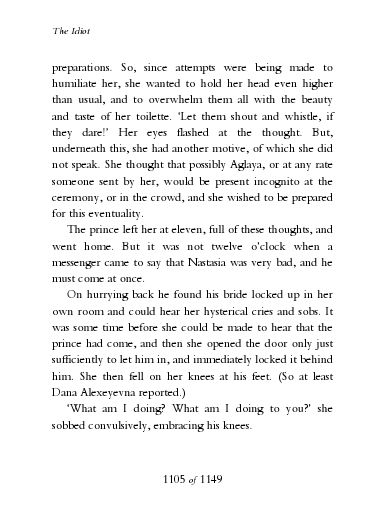 The Idiot
preparations. So, since attempts were being made to
humiliate her, she wanted to hold her head even higher
than usual, and to overwhelm them all with the beauty
and taste of her toilette. 'Let them shout and whistle, if
they dare!' Her eyes flashed at the thought. But,
underneath this, she had another motive, of which she did
not speak. She thought that possibly Aglaya, or at any rate
someone sent by her, would be present incognito at the
ceremony, or in the crowd, and she wished to be prepared
for this eventuality.
The prince left her at eleven, full of these thoughts, and
went home. But it was not twelve o'clock when a
messenger came to say that Nastasia was very bad, and he
must come at once.
On hurrying back he found his bride locked up in her
own room and could hear her hysterical cries and sobs. It
was some time before she could be made to hear that the
prince had come, and then she opened the door only just
sufficiently to let him in, and immediately locked it behind
him. She then fell on her knees at his feet. (So at least
Dana Alexeyevna reported.)
'What am I doing? What am I doing to you?' she
sobbed convulsively, embracing his knees.
1105 of 1149